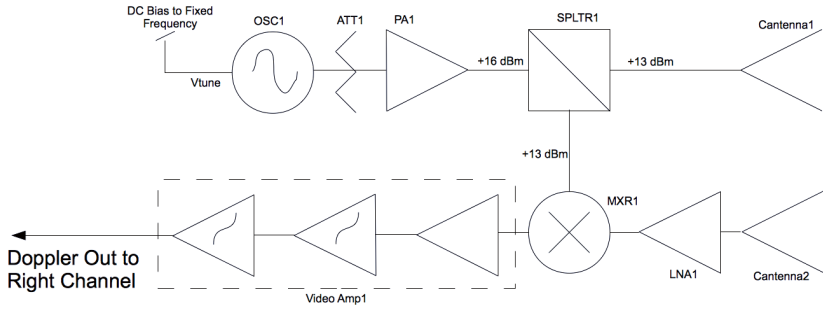 DC Bias to Fixed
Frequency
OSC1
ATT1
PA1
SPLTR1
Cantenna1
Vtune
+16 dBm
+13 dBm
+13 dBm
MXR1
LNA1
Cantenna2
Doppler Out to
Right Channel
Video Amp1